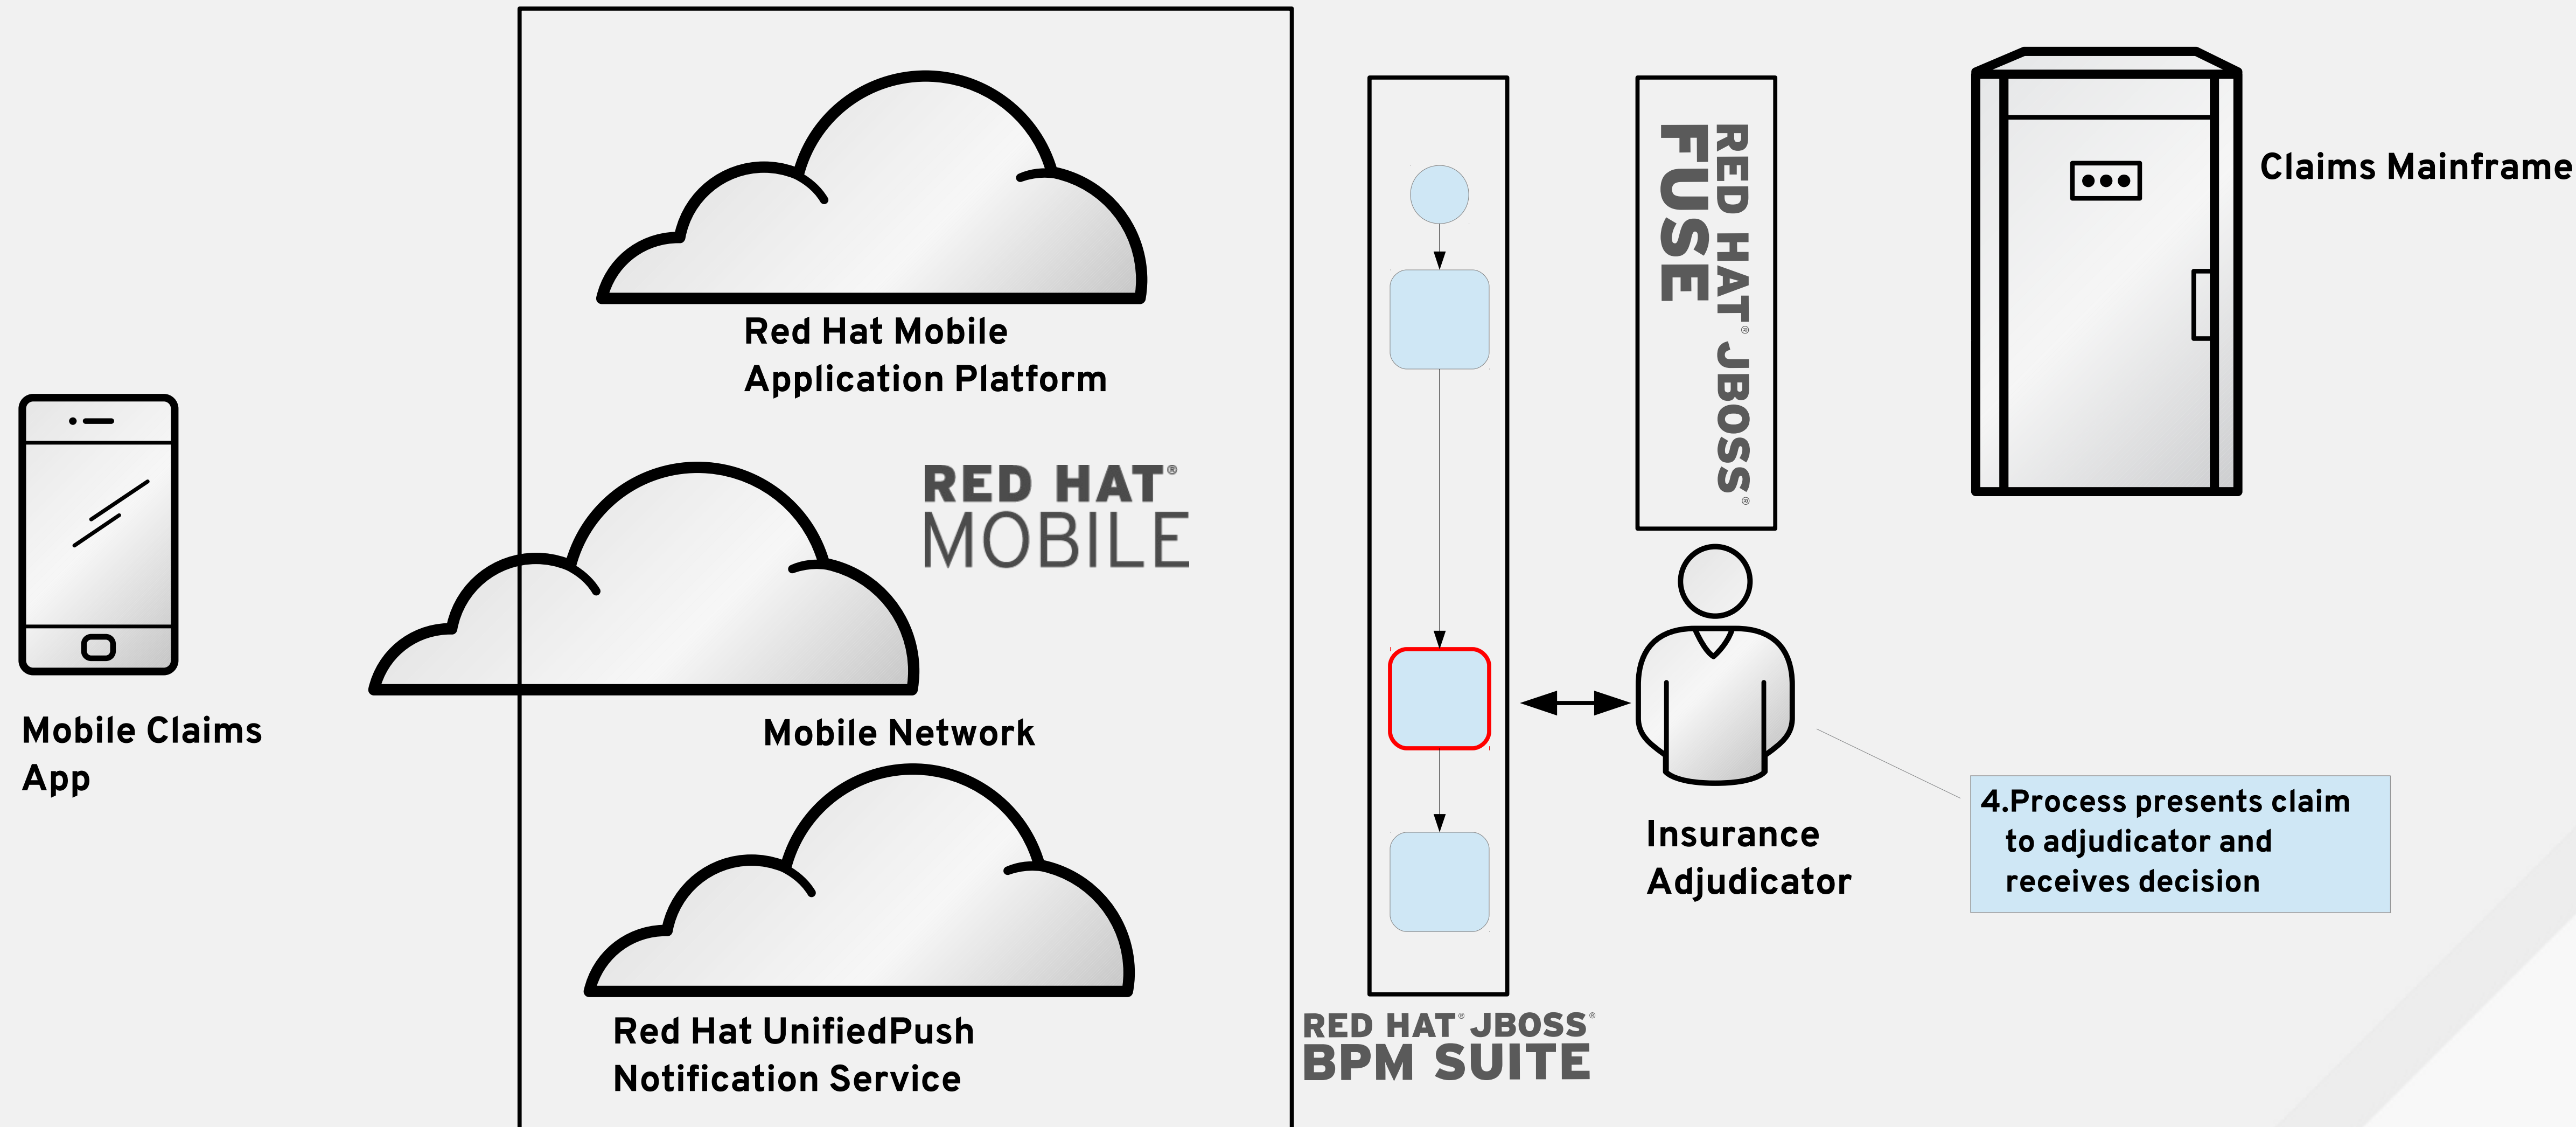 Red Hat Mobile
Application Platform
RED HAT®
MOBILE
Mobile Claims
App
Mobile Network
Red Hat UnifiedPush
Notification Service
RED HAT® JBOSS®
BPM SUITE
RED HAT® JBOSS®
FUSE
Claims Mainframe
Insurance
Adjudicator
4.Process presents claim
to adjudicator and
receives decision